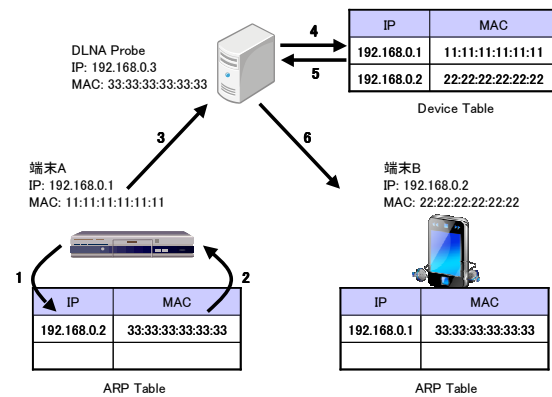 DLNA Probe
IP: 192.168.0.3
MAC: 33:33:33:33:33:33
4
5
IP MAC
192.168.0.1 11:11:11:11:11:11
192.168.0.2 22:22:22:22:22:22
Device Table
3
6
端末A
IP: 192.168.0.1
MAC: 11:11:11:11:11:11
端末B
IP: 192.168.0.2
MAC: 22:22:22:22:22:22
1
2
IP MAC
192.168.0.2 33:33:33:33:33:33
ARP Table
IP MAC
192.168.0.1 33:33:33:33:33:33
ARP Table